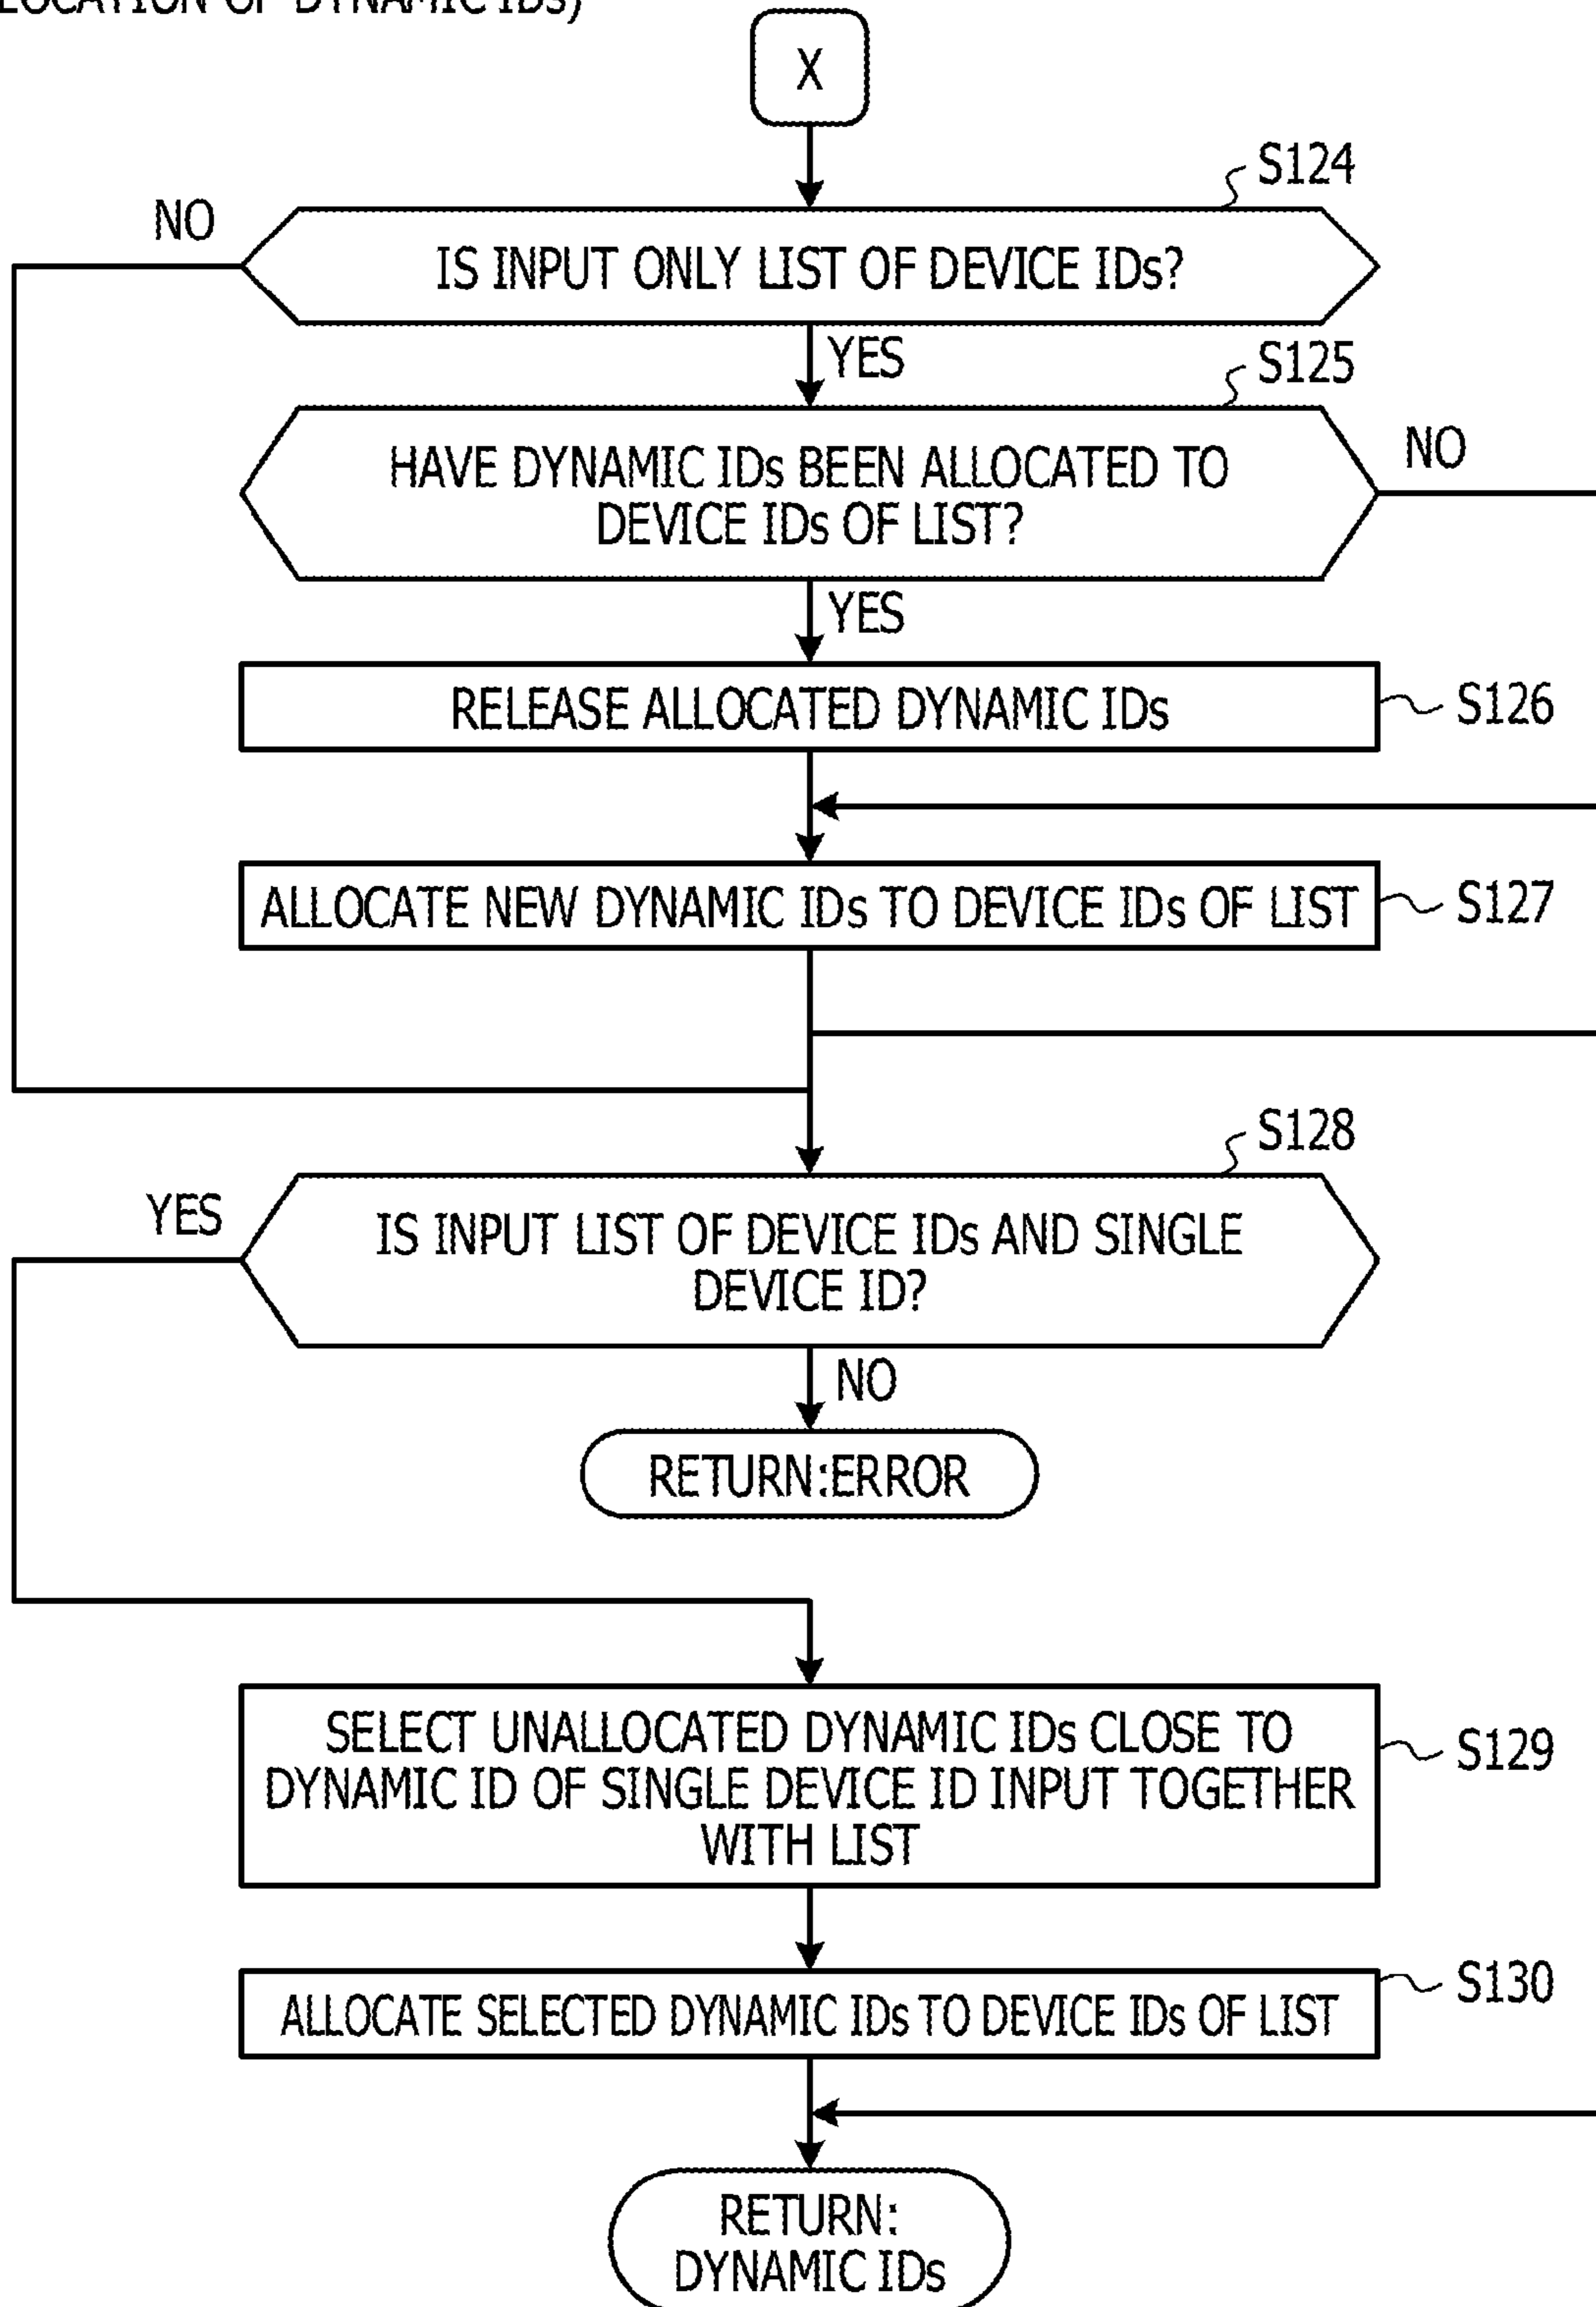 LOCATION OF DYNAMIC IDs)
X
S124
NO
IS INPUT ONLY LIST OF DEVICE IDs?
YES
S125
NO
HAVE DYNAMIC IDs BEEN ALLOCATED TO
DEVICE IDs OF LIST?
YES
RELEASE ALLOCATED DYNAMIC IDs
S126
ALLOCATE NEW DYNAMIC IDs TO DEVICE IDs OF LIST
S127
S128
YES
IS INPUT LIST OF DEVICE IDs AND SINGLE
DEVICE ID?
NO
RETURN:ERROR
SELECT UNALLOCATED DYNAMIC IDs CLOSE TO
DYNAMIC ID OF SINGLE DEVICE ID INPUT TOGETHER
WITH LIST
S129
ALLOCATE SELECTED DYNAMIC IDs TO DEVICE IDs OF LIST
S130
RETURN:
DYNAMIC IDs